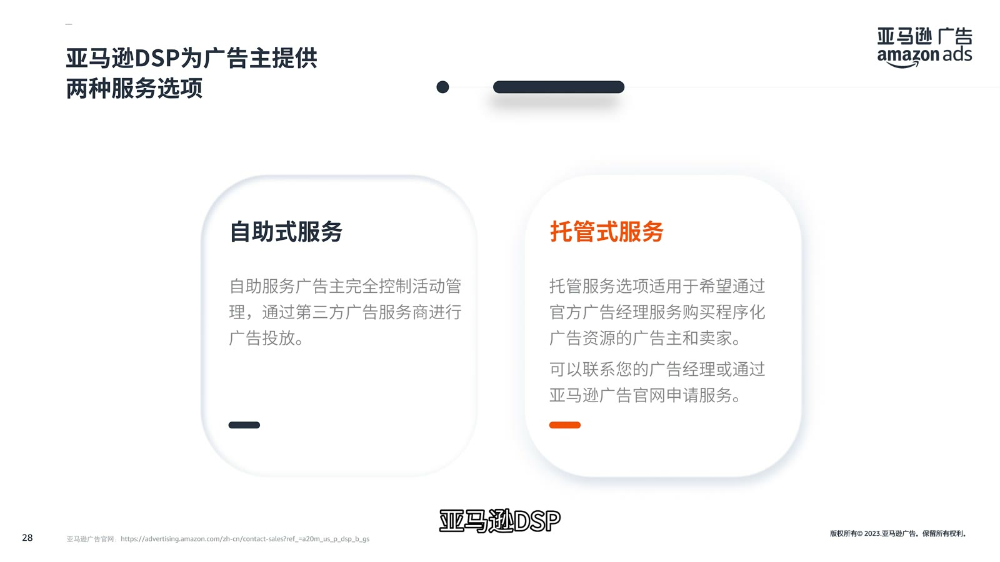 亚马逊DSP为广告主提供
两种服务选项
亚马逊 广告
amazon ads
自助式服务
自助服务广告主完全控制活动管
理，通过第三方广告服务商进行
广告投放。
托管式服务
托管服务选项适用于希望通过
官方广告经理服务购买程序化
广告资源的广告主和卖家。
可以联系您的广告经理或通过
亚马逊广告官网申请服务。
亚马逊DSP
28
亚马逊广告官网，https://advertising.amazon.com/zh-cn/contact-sales?ref_=a20m_us_p_dsp_b_gs
版权所有© 2023.亚马逊广告。保留所有权利。